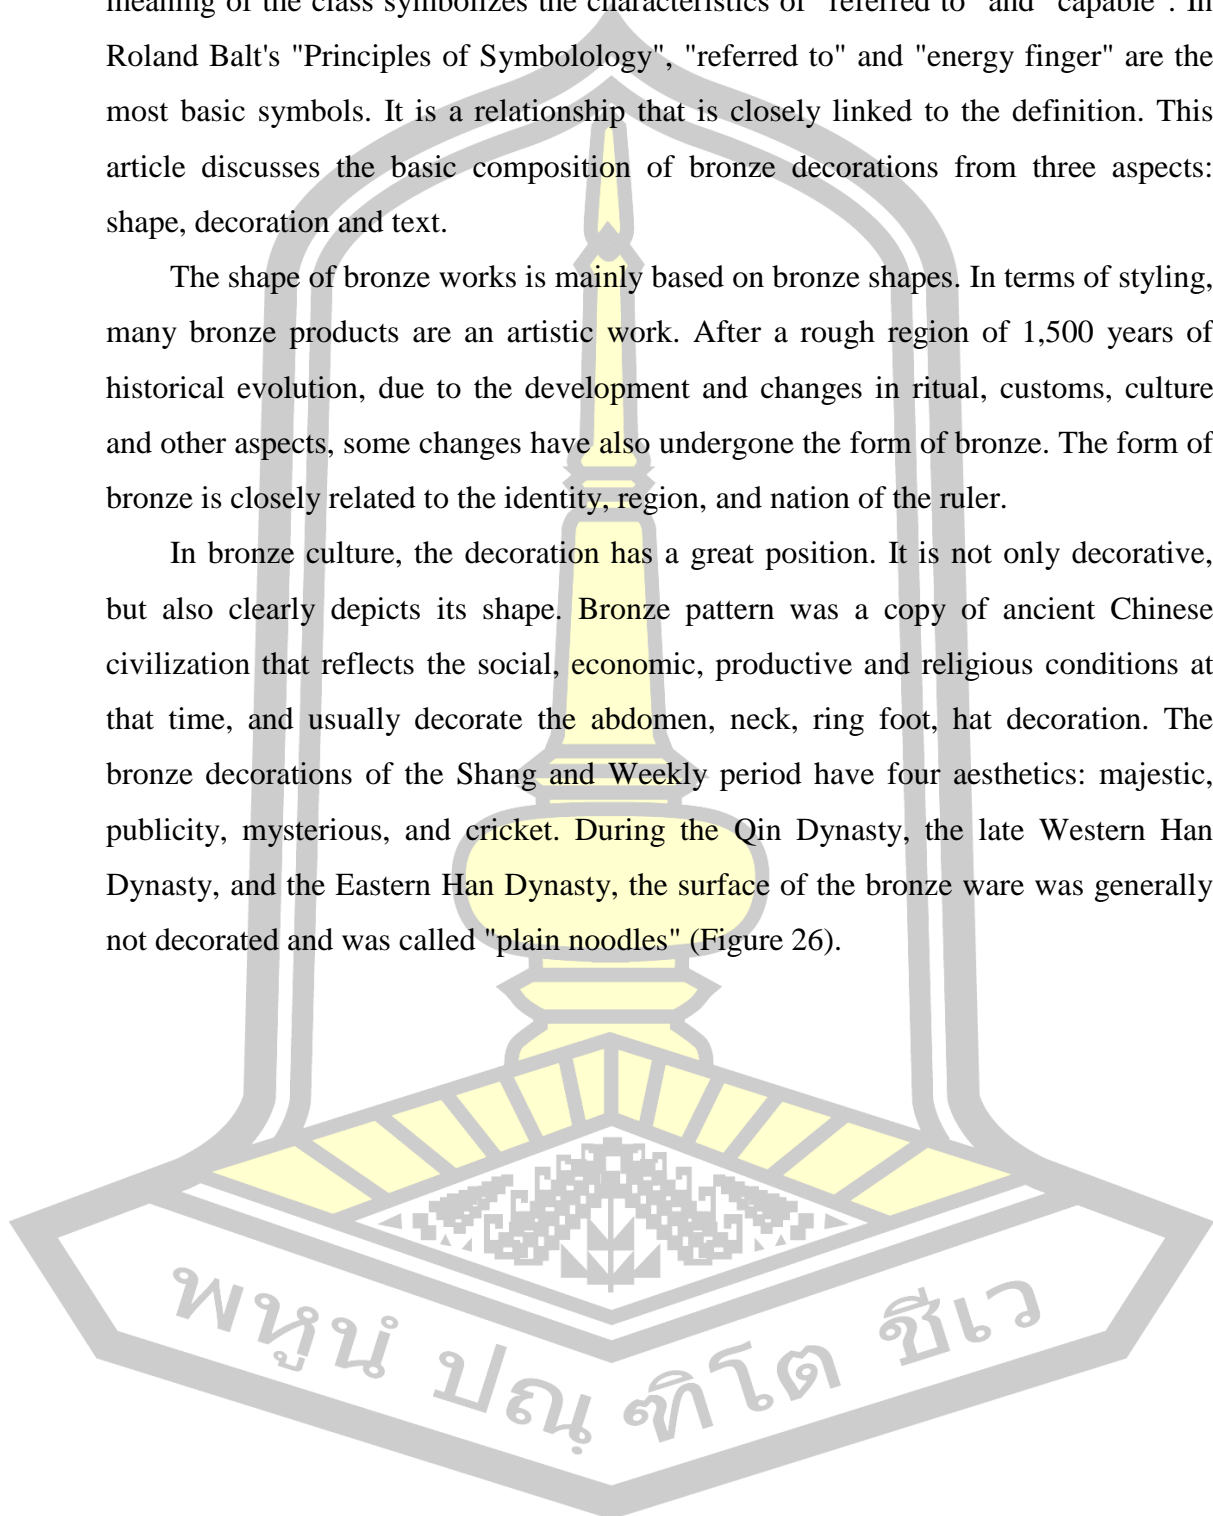 meaning of the class symbolizes the characteristics of "referred to" and "capable". In
Roland Balt's "Principles of Symbolology", "referred to" and "energy finger" are the
most basic symbols. It is a relationship that is closely linked to the definition. This
article discusses the basic composition of bronze decorations from three aspects:
shape, decoration and text.
The shape of bronze works is mainly based on bronze shapes. In terms of styling,
many bronze products are an artistic work. After a rough region of 1,500 years of
historical evolution, due to the development and changes in ritual, customs, culture
and other aspects, some changes have also undergone the form of bronze. The form of
bronze is closely related to the identity, region, and nation of the ruler.
In bronze culture, the decoration has a great position. It is not only decorative,
but also clearly depicts its shape. Bronze pattern was a copy of ancient Chinese
civilization that reflects the social, economic, productive and religious conditions at
that time, and usually decorate the abdomen, neck, ring foot, hat decoration. The
bronze decorations of the Shang and Weekly period have four aesthetics: majestic,
publicity, mysterious, and cricket. During the Qin Dynasty, the late Western Han
Dynasty, and the Eastern Han Dynasty, the surface of the bronze ware was generally
not decorated and was called "plain noodles" (Figure 26).
พหูนํ ปณฺฑิโต ชีเว